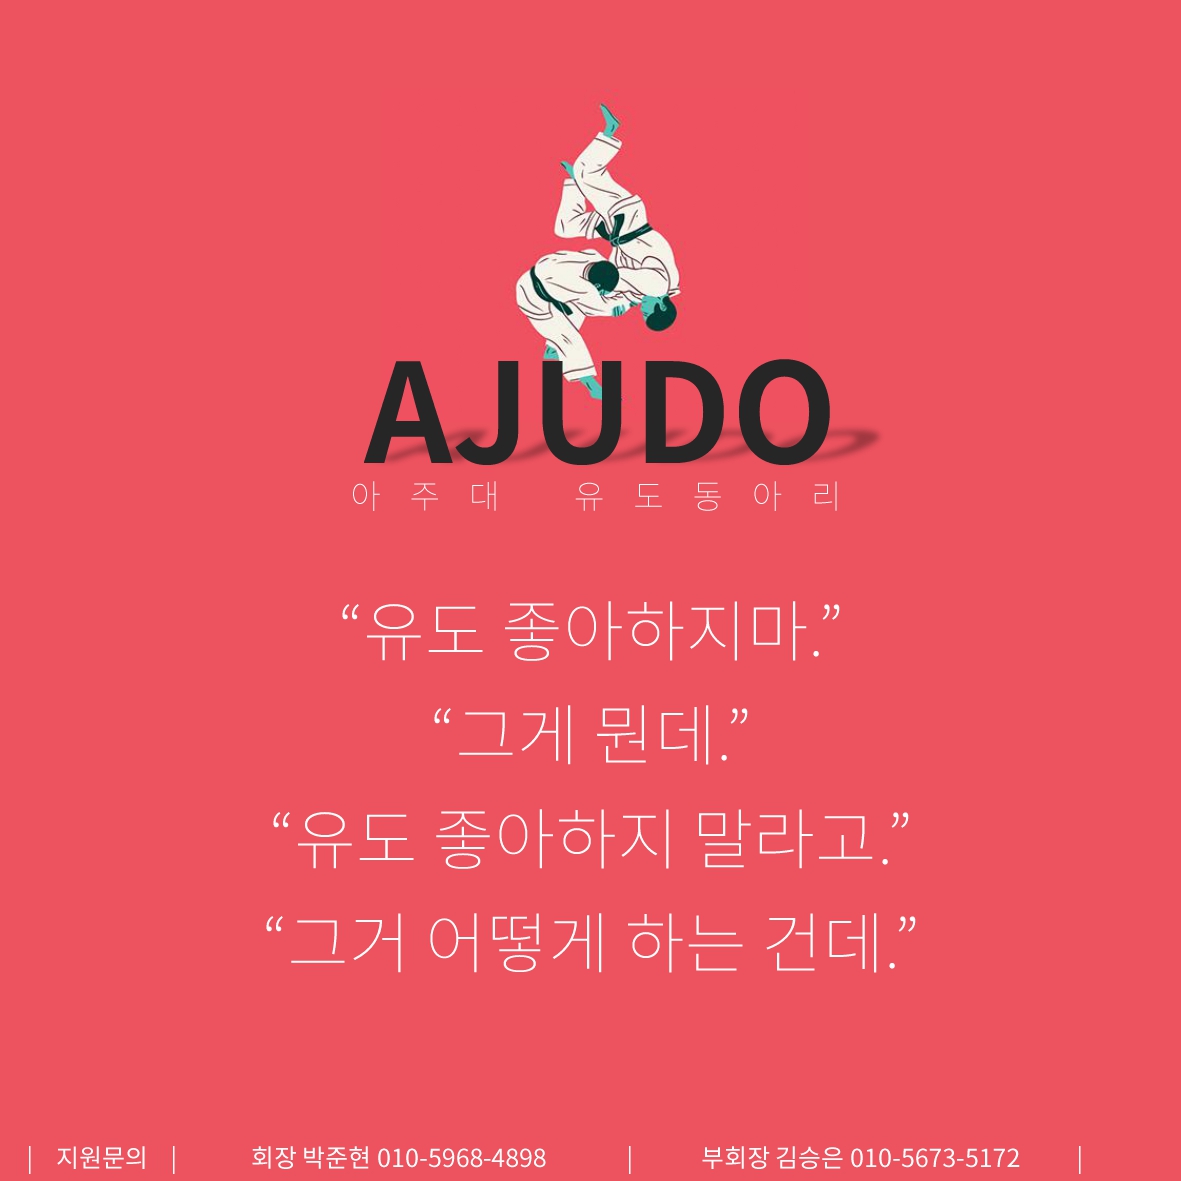 AJUDO
아주대 유도동아리
“유도 좋아하지마.”
“그게 뭔데.”
“유도 좋아하지 말라고.”
“그거 어떻게 하는 건데.”
| 지원문의 | 회장 박준현 010-5968-4898 | 부회장 김승은 010-5673-5172 |